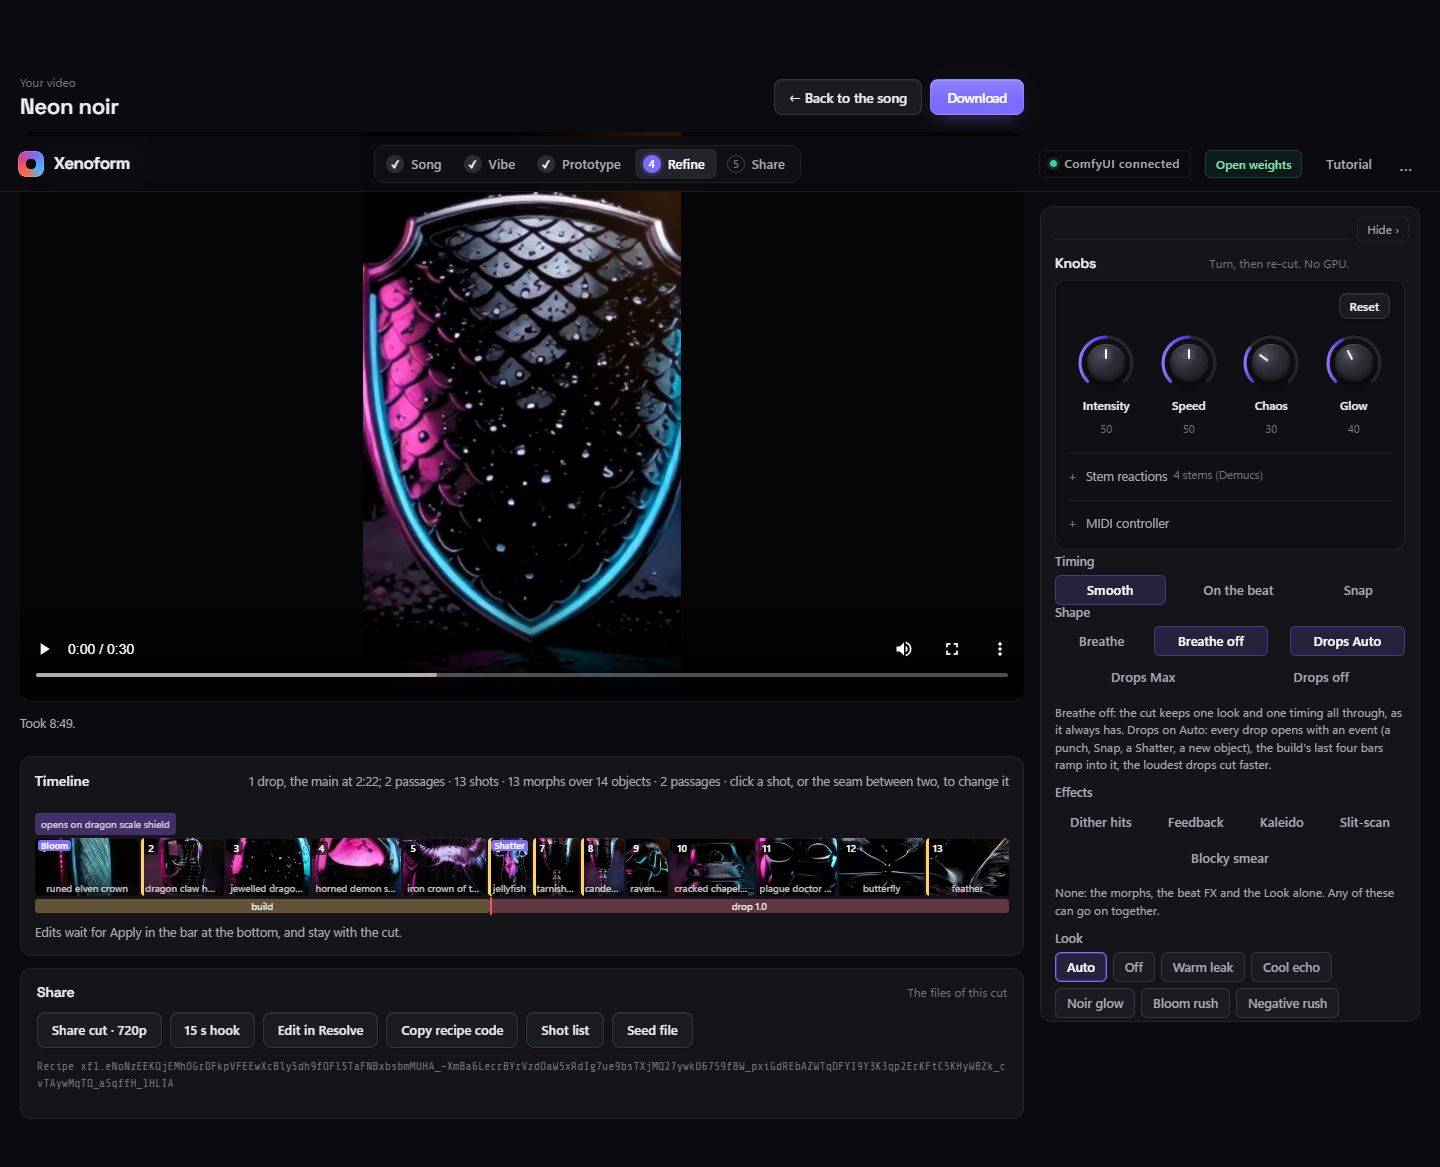 Your video
Neon noir
← Back to the song
Download
Xenoform
✓ Song
✓ Vibe
✓ Prototype
4 Refine
5 Share
ComfyUI connected
Open weights
Tutorial
...
Hide ›
Knobs
Turn, then re-cut. No GPU.
Reset
Intensity
Speed
Chaos
Glow
50
50
30
40
+ Stem reactions 4 stems (Demucs)
+ MIDI controller
Timing
Smooth
On the beat
Snap
Shape
Breathe
Breathe off
Drops Auto
Drops Max
Drops off
Breathe off: the cut keeps one look and one timing all through, as
it always has. Drops on Auto: every drop opens with an event (a
punch, Snap, a Shatter, a new object), the build's last four bars
ramp into it, the loudest drops cut faster.
Effects
Dither hits
Feedback
Kaleido
Slit-scan
Blocky smear
None: the morphs, the beat FX and the Look alone. Any of these
can go on together.
Look
Auto
Off
Warm leak
Cool echo
Noir glow
Bloom rush
Negative rush
0:00 / 0:30
Took 8:49.
Timeline
1 drop, the main at 2:22; 2 passages · 13 shots · 13 morphs over 14 objects · 2 passages · click a shot, or the seam between two, to change it
opens on dragon scale shield
Bloom
runed elven crown
2
dragon claw h...
3
jewelled drago...
4
horned demon s...
5
iron crown of t...
Shatter
jellyfish
7
tarnish...
8
cande...
9
raven...
10
cracked chapel...
11
plague doctor ...
12
butterfly
13
feather
build
drop 1.0
Edits wait for Apply in the bar at the bottom, and stay with the cut.
Share
The files of this cut
Share cut · 720p
15 s hook
Edit in Resolve
Copy recipe code
Shot list
Seed file
Recipe